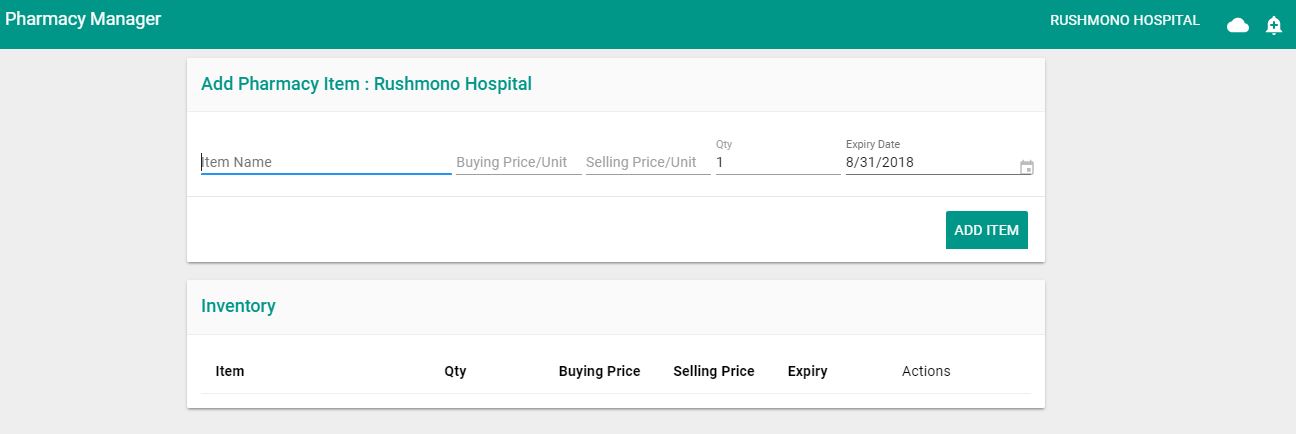 Pharmacy Manager
RUSHMONO HOSPITAL
Add Pharmacy Item : Rushmono Hospital
Qty Expiry Date
Item Name Buying Price/Unit Selling Price/Unit 1 8/31/2018
ADD ITEM
Inventory
Item Qty Buying Price Selling Price Expiry Actions